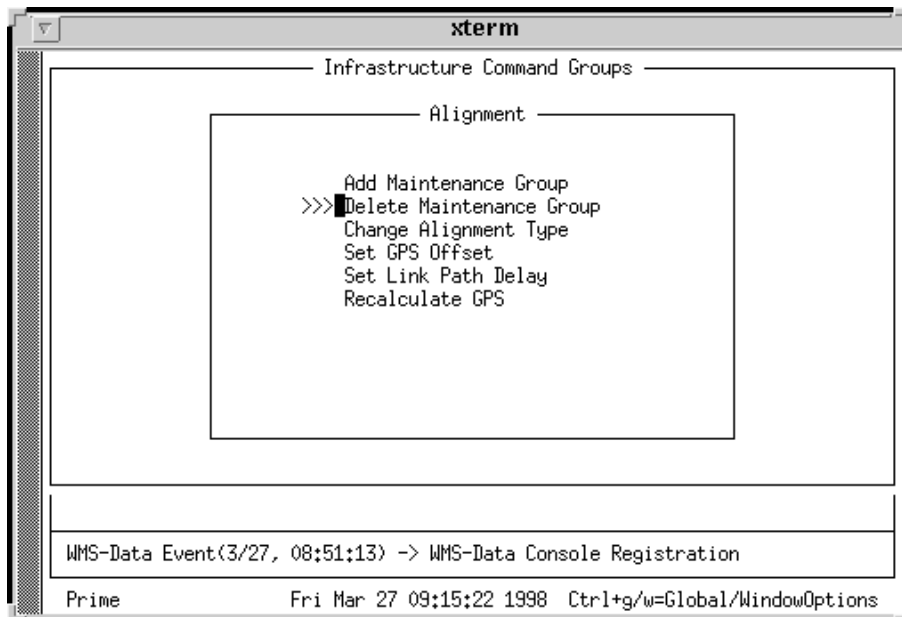 xterm
Infrastructure Command Groups
Alignment
Add Maintenance Group
>>> Delete Maintenance Group
Change Alignment Type
Set GPS Offset
Set Link Path Delay
Recalculate GPS
WMS-Data Event(3/27, 08:51:13) -> WMS-Data Console Registration
Prime Fri Mar 27 09:15:22 1998 Ctrl+g/w=Global/WindowOptions